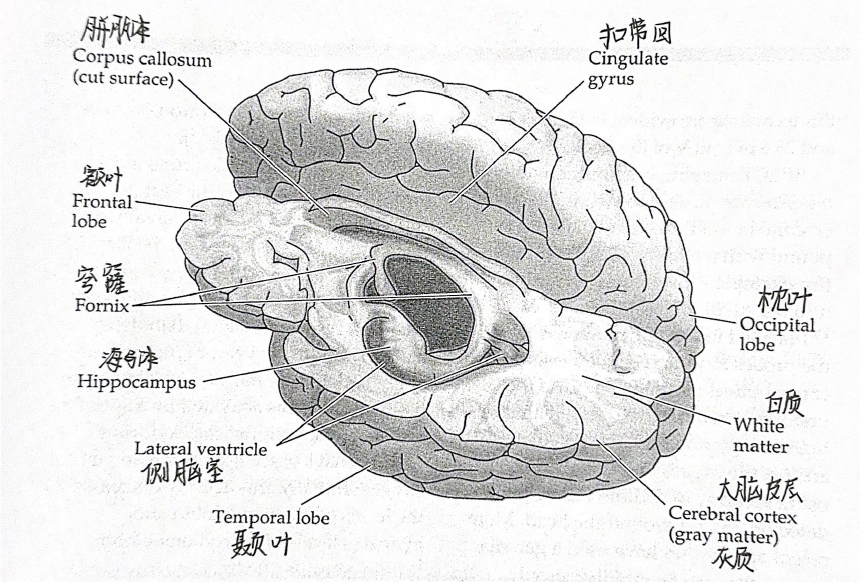 胼胝体
Corpus callosum
(cut surface)
扣带回
Cingulate
gyrus
额叶
Frontal
lobe
穹窿
Fornix
枕叶
Occipital
lobe
海马体
Hippocampus
白质
White
matter
Lateral ventricle
侧脑室
大脑皮层
Cerebral cortex
(gray matter)
灰质
Temporal lobe
颞叶